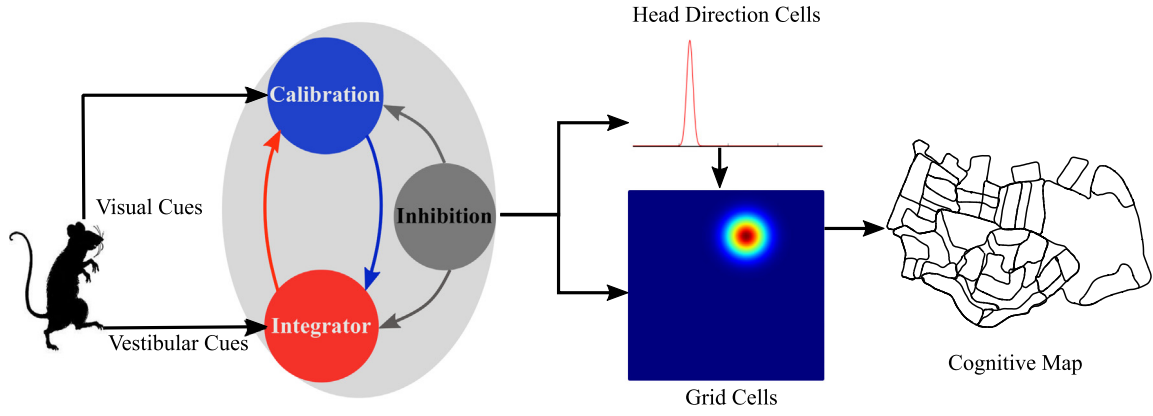 Head Direction Cells
Calibration
Visual Cues
Inhibition
Integrator
Vestibular Cues
Cognitive Map
Grid Cells